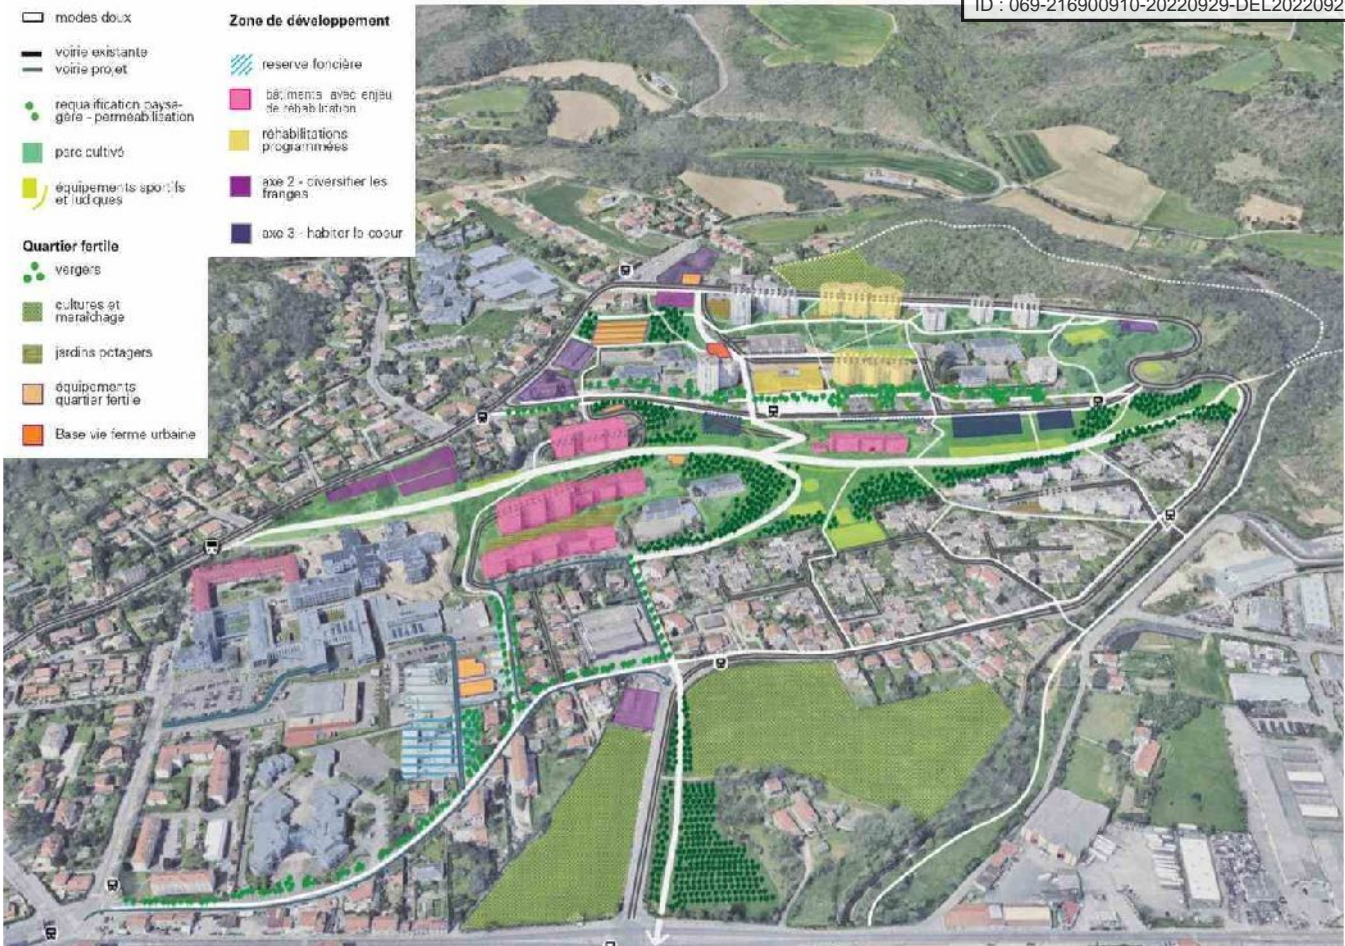 ID : 069-216900910-20220929-DEL2022092
modes doux
voirie existante
voirie projet
requalification paysa-
gère - perméabilisation
parc cultivé
équipements sportifs
et ludiques
Quartier fertile
vergers
cultures et
maraîchage
jardins potagers
équipements
quartier fertile
Base vie ferme urbaine
Zone de développement
reserve foncière
bâtiments avec enjeu
de réhabilitation
réhabilitations
programmées
axe 2 - diversifier les
franges
axe 3 - habiter le coeur